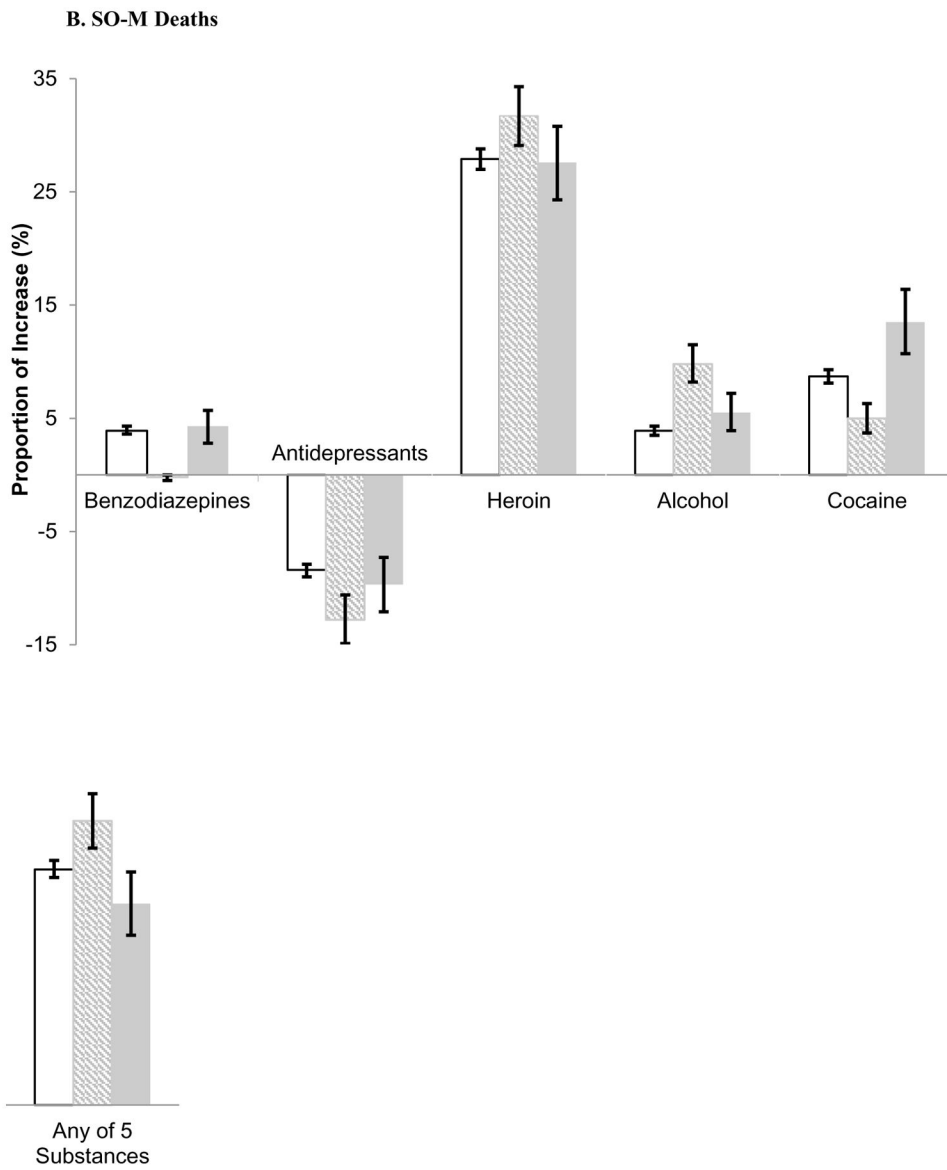 B. SO-M Deaths
35
25
15
5
-5
-15
Proportion of Increase (%)
Benzodiazepines
Antidepressants
Heroin
Alcohol
Cocaine
Any of 5
Substances